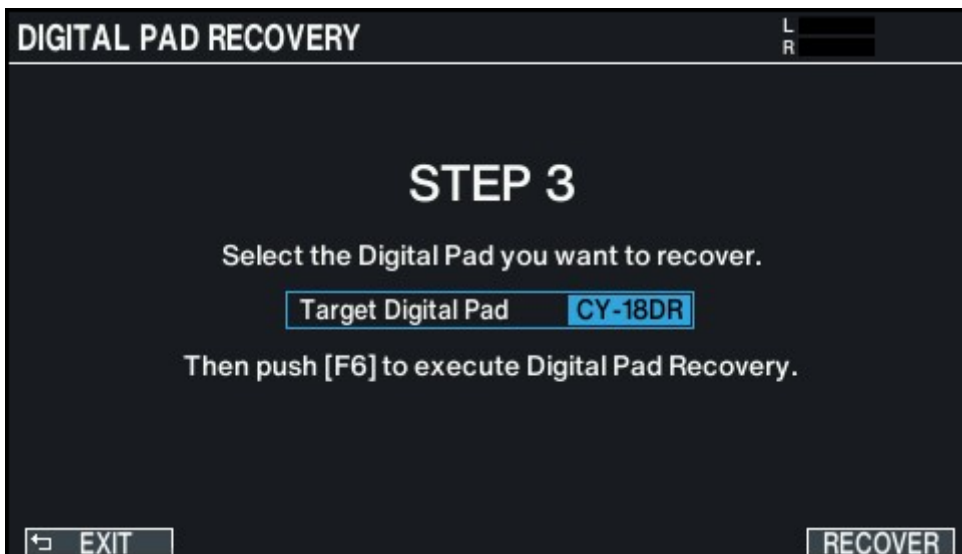 DIGITAL PAD RECOVERY
L
R
STEP 3
Select the Digital Pad you want to recover.
Target Digital Pad CY-18DR
Then push [F6] to execute Digital Pad Recovery.
EXIT RECOVER